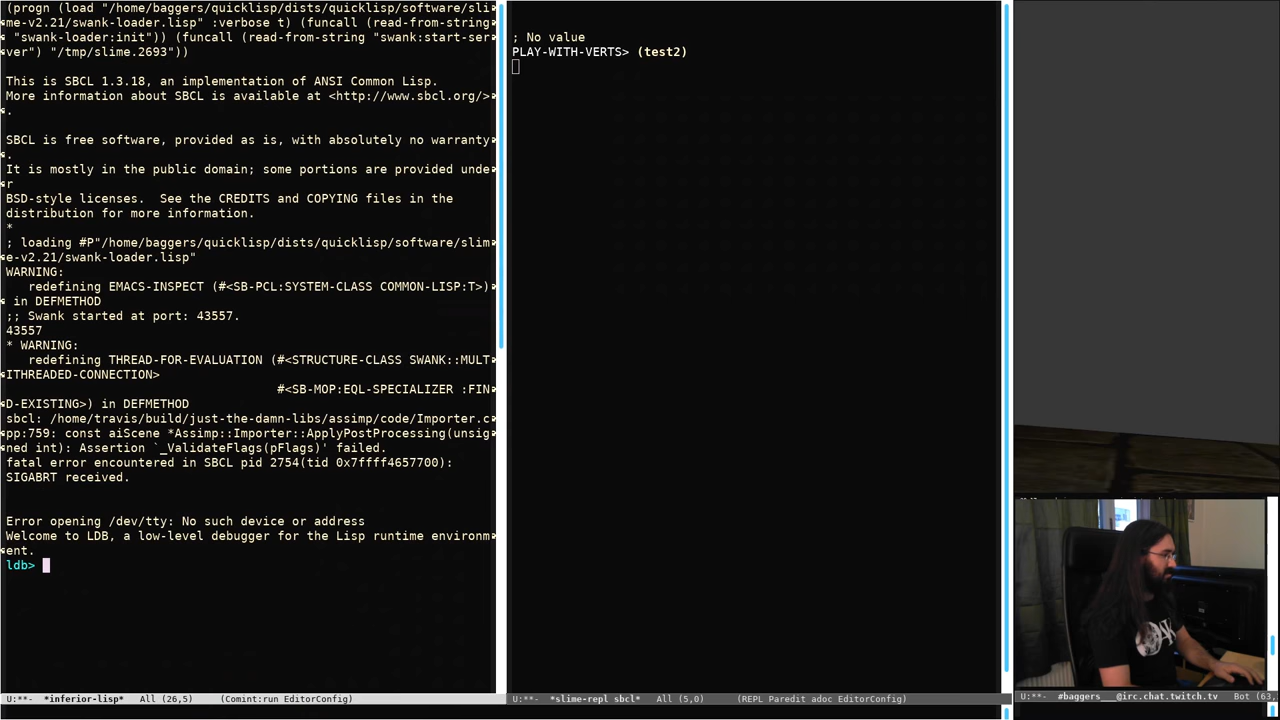 (progn (load "/home/baggers/quicklisp/dists/quicklisp/software/sli
me-v2.21/swank-loader.lisp" :verbose t) (funcall (read-from-string
 "swank-loader:init")) (funcall (read-from-string "swank:start-ser
ver") "/tmp/slime.2693"))
This is SBCL 1.3.18, an implementation of ANSI Common Lisp.
More information about SBCL is available at <http://www.sbcl.org/>
.
SBCL is free software, provided as is, with absolutely no warranty
.
It is mostly in the public domain; some portions are provided unde
r
BSD-style licenses.  See the CREDITS and COPYING files in the
distribution for more information.
*
; loading #P"/home/baggers/quicklisp/dists/quicklisp/software/slim
e-v2.21/swank-loader.lisp"
WARNING:
   redefining EMACS-INSPECT (#<SB-PCL:SYSTEM-CLASS COMMON-LISP:T>)
 in DEFMETHOD
;; Swank started at port: 43557.
43557
* WARNING:
   redefining THREAD-FOR-EVALUATION (#<STRUCTURE-CLASS SWANK::MULT
ITHREADED-CONNECTION>
                                  #<SB-MOP:EQL-SPECIALIZER :FIN
D-EXISTING>) in DEFMETHOD
sbcl: /home/travis/build/just-the-damn-libs/assimp/code/Importer.c
pp:759: const aiScene *Assimp::Importer::ApplyPostProcessing(unsig
ned int): Assertion `_ValidateFlags(pFlags)' failed.
fatal error encountered in SBCL pid 2754(tid 0x7ffff4657700):
SIGABRT received.
Error opening /dev/tty: No such device or address
Welcome to LDB, a low-level debugger for the Lisp runtime environm
ent.
ldb>
U:**-  *inferior-lisp*   All (26,5)     (Comint:run EditorConfig)
; No value
PLAY-WITH-VERTS> (test2)
U:**-  *slime-repl sbcl*   All (5,0)     (REPL Paredit adoc EditorConfig)
U:**-  #baggers___@irc.chat.twitch.tv   Bot (63,